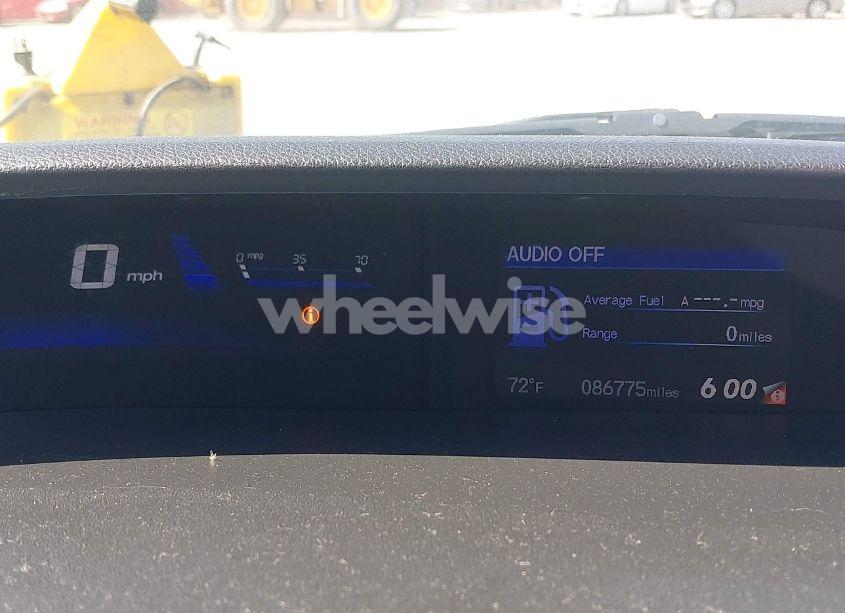 WARNING
0 mph
0 mpg 35 70
AUDIO OFF
wheelwise
Average Fuel A ---.- mpg
Range 0 miles
72°F 086775 miles 6:00